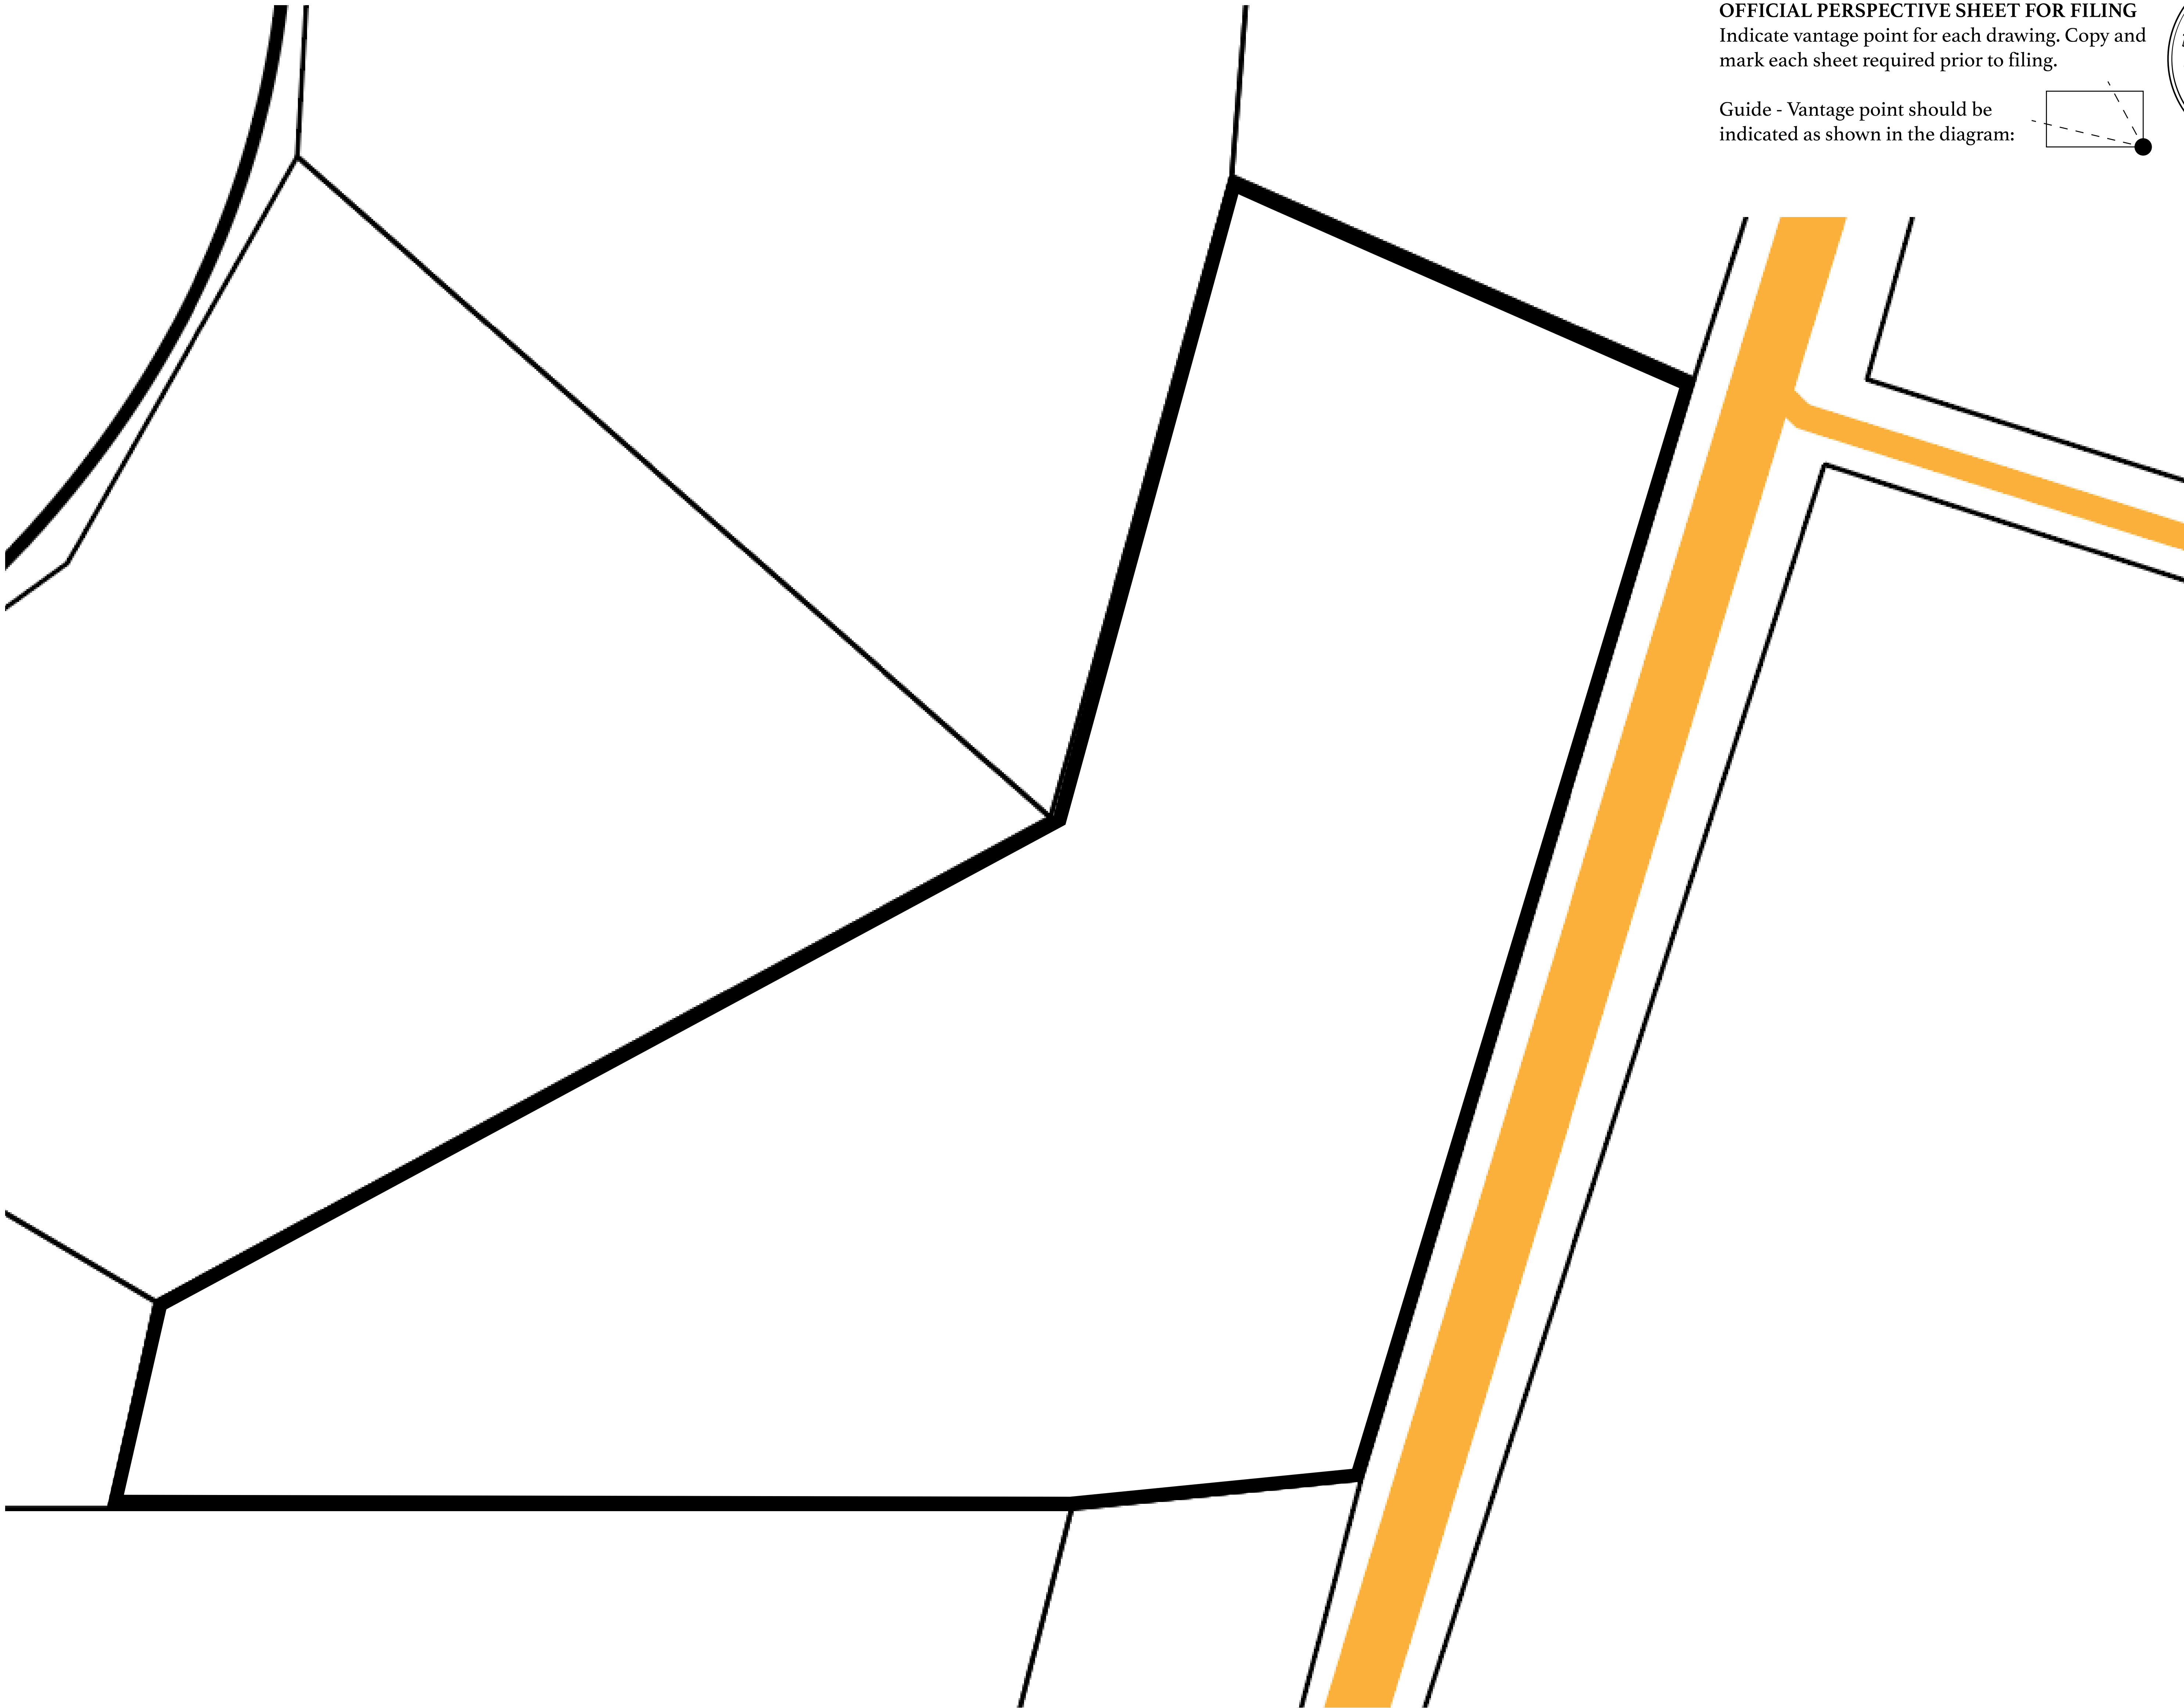 OFFICIAL PERSPECTIVE SHEET FOR FILING
Indicate vantage point for each drawing. Copy and
mark each sheet required prior to filing.
Guide - Vantage point should be
indicated as shown in the diagram: